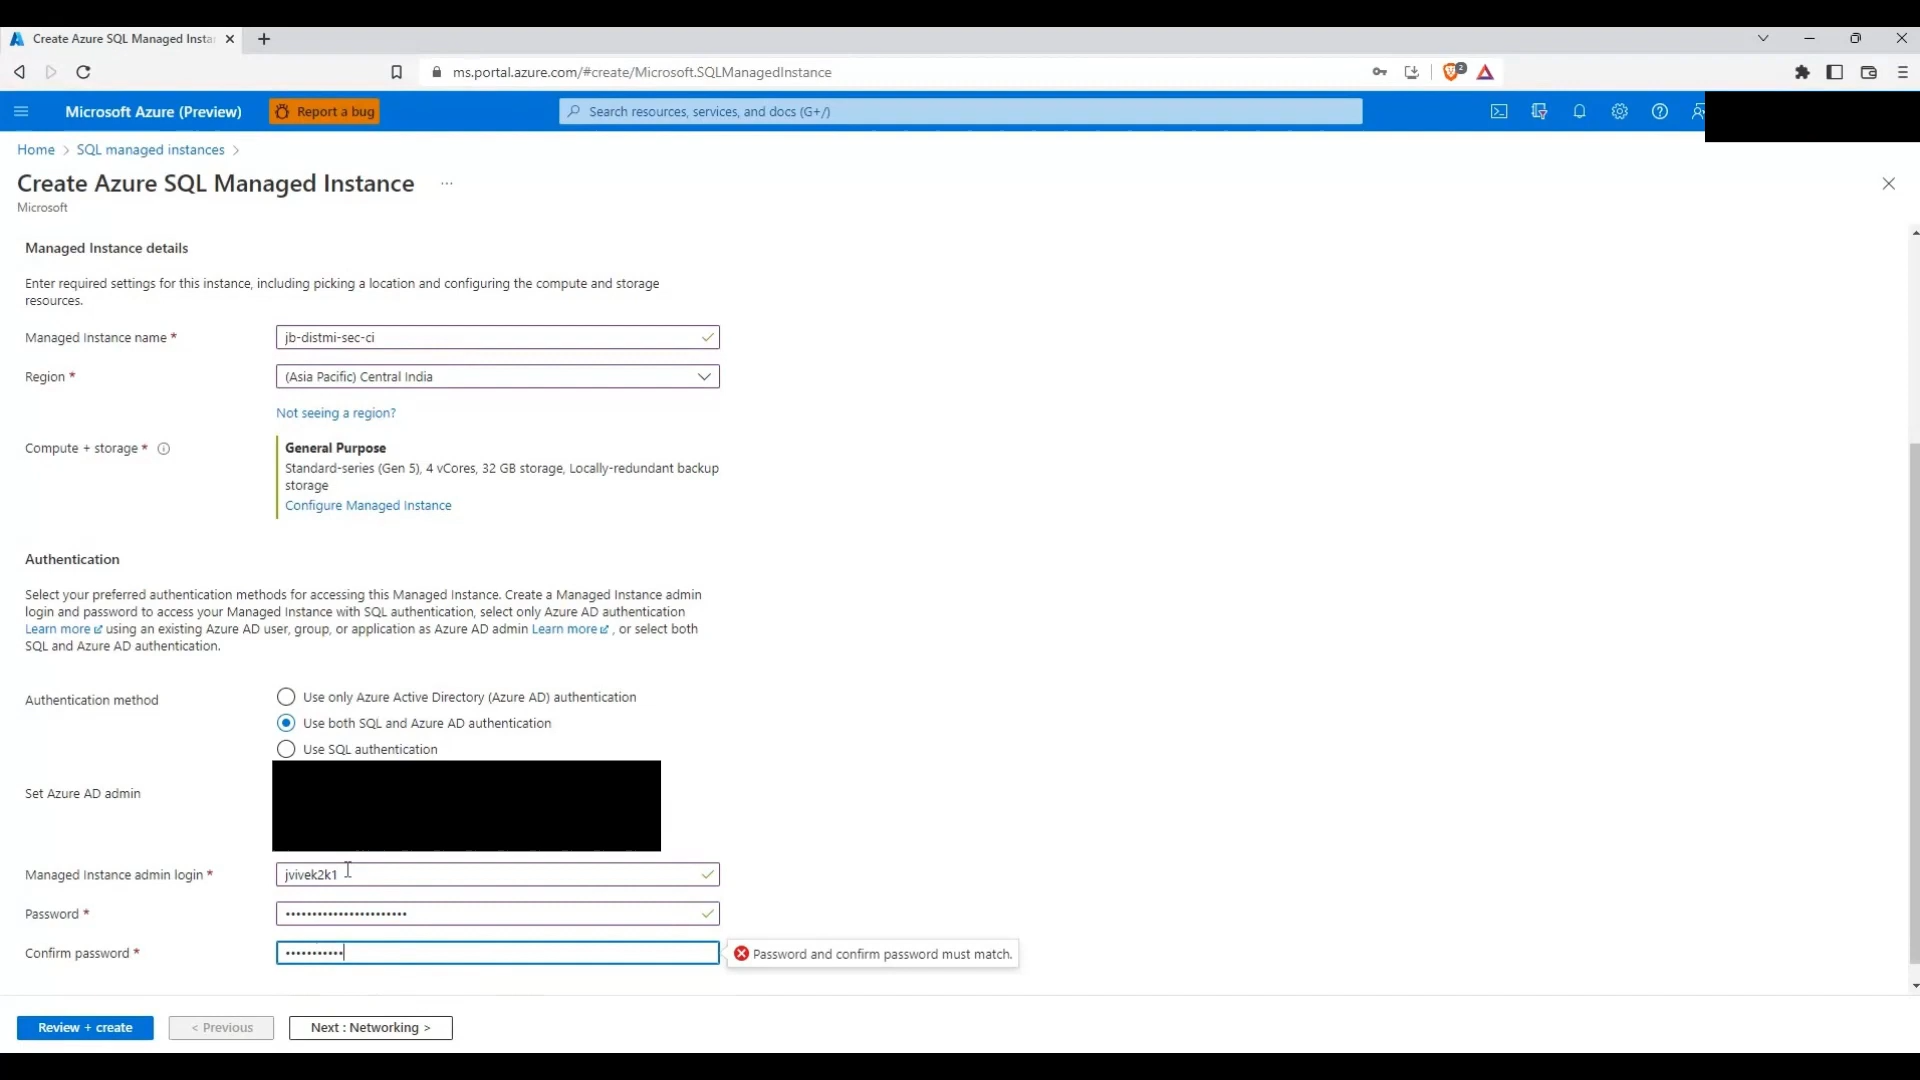 Create Azure SQL Managed Insta
ms.portal.azure.com/#create/Microsoft.SQLManagedInstance
2
Microsoft Azure (Preview)
Report a bug
Search resources, services, and docs (G+/)
Home > SQL managed instances >
Create Azure SQL Managed Instance ...
Microsoft
Managed Instance details
Enter required settings for this instance, including picking a location and configuring the compute and storage
resources.
Managed Instance name *
jb-distmi-sec-ci
Region *
(Asia Pacific) Central India
Not seeing a region?
Compute + storage *
General Purpose
Standard-series (Gen 5), 4 vCores, 32 GB storage, Locally-redundant backup
storage
Configure Managed Instance
Authentication
Select your preferred authentication methods for accessing this Managed Instance. Create a Managed Instance admin
login and password to access your Managed Instance with SQL authentication, select only Azure AD authentication
Learn more using an existing Azure AD user, group, or application as Azure AD admin Learn more , or select both
SQL and Azure AD authentication.
Authentication method
Use only Azure Active Directory (Azure AD) authentication
Use both SQL and Azure AD authentication
Use SQL authentication
Set Azure AD admin
Managed Instance admin login *
jvivek2k1
Password *
•••••••••••••••••••••••
Confirm password *
•••••••••••
Password and confirm password must match.
Review + create
< Previous
Next : Networking >